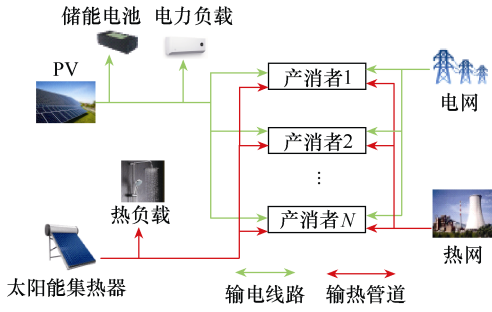 储能电池
电力负载
PV
产消者1
电网
产消者2
⋮
热负载
产消者N
热网
太阳能集热器
输电线路
输热管道